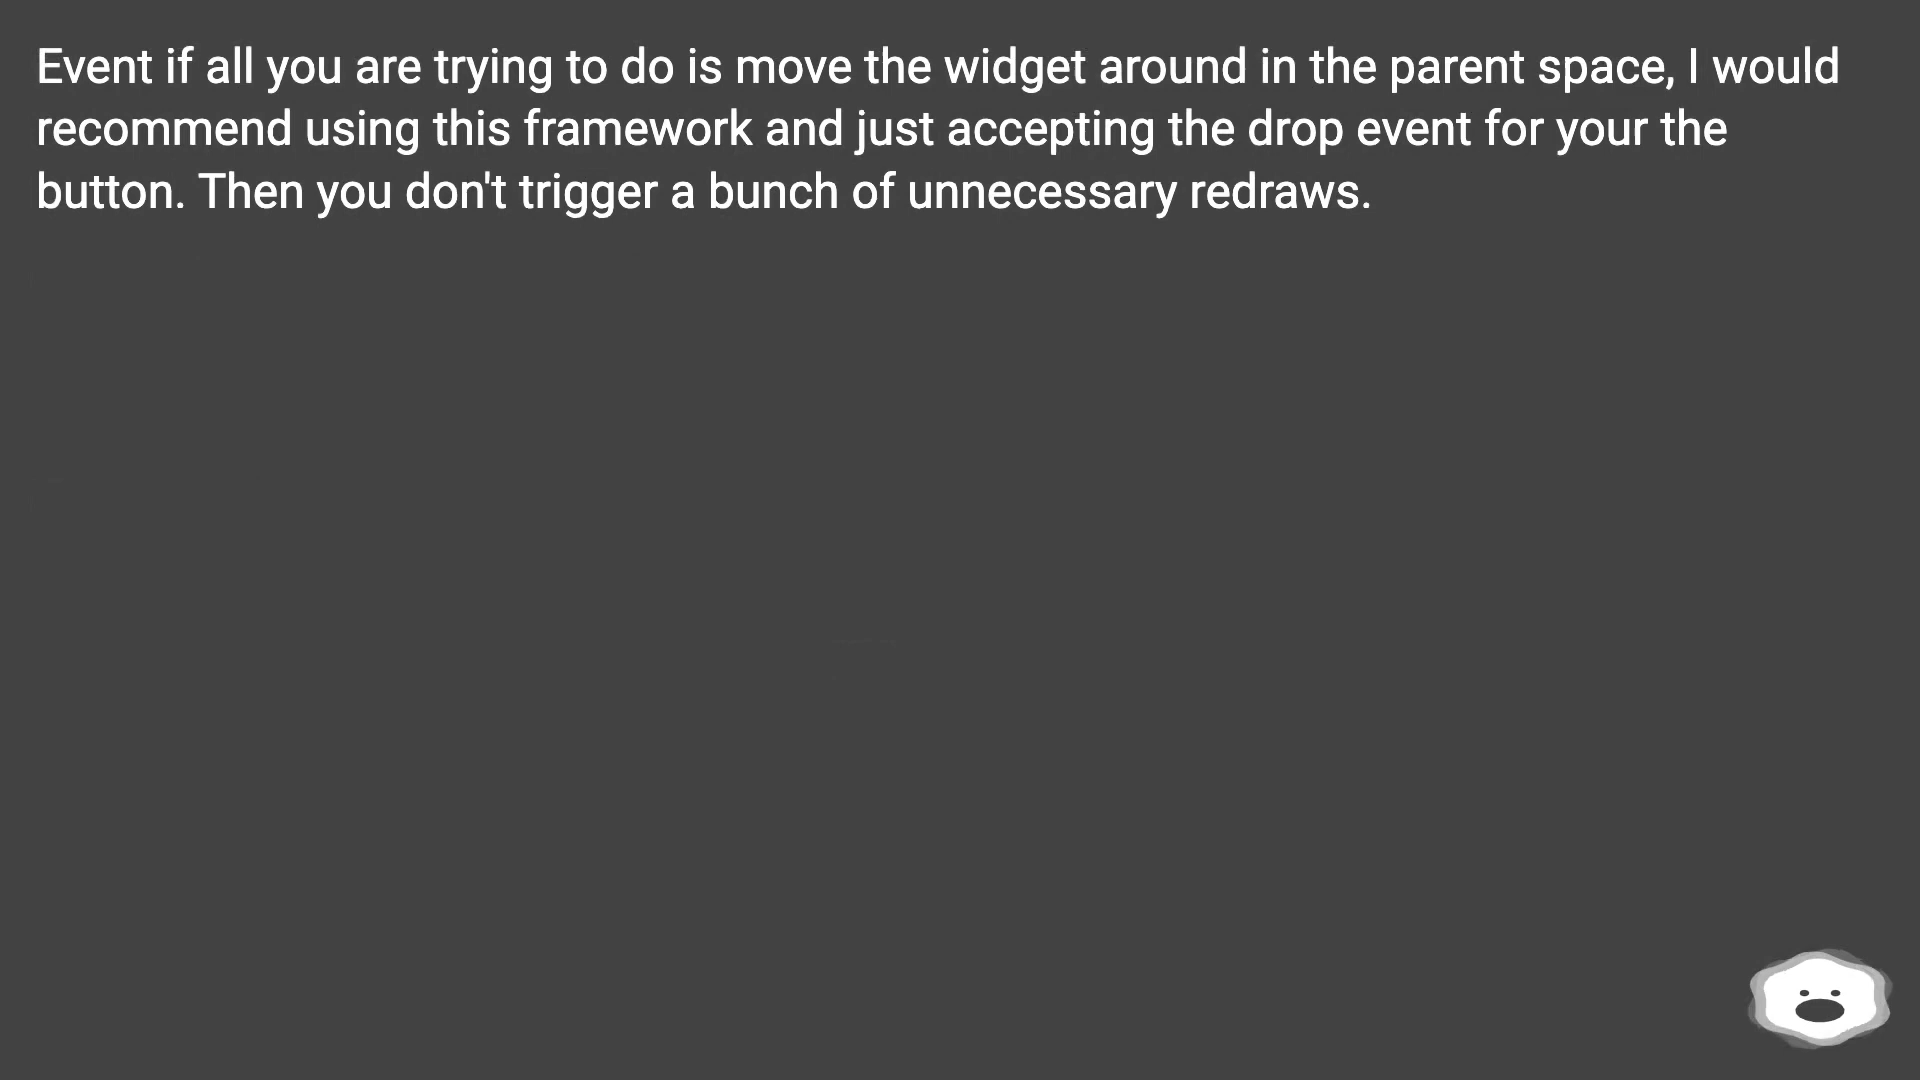 Event if all you are trying to do is move the widget around in the parent space, I would
recommend using this framework and just accepting the drop event for your the
button. Then you don't trigger a bunch of unnecessary redraws.